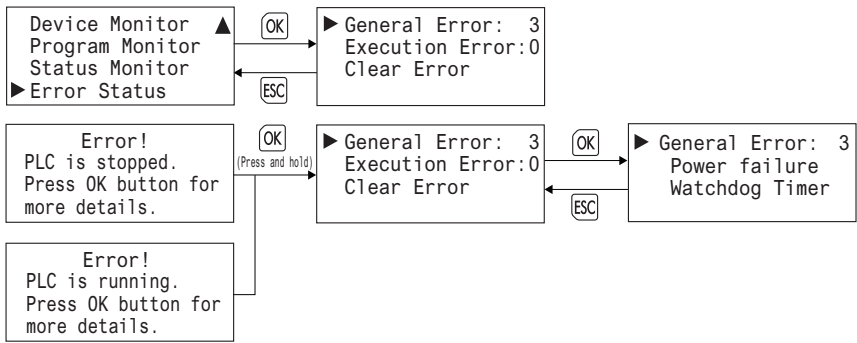 Device Monitor ▲
Program Monitor
Status Monitor
▶Error Status
OK
ESC
▶ General Error: 3
Execution Error:0
Clear Error
Error!
PLC is stopped.
Press OK button for
more details.
OK
(Press and hold)
▶ General Error: 3
Execution Error:0
Clear Error
OK
ESC
▶ General Error: 3
Power failure
Watchdog Timer
Error!
PLC is running.
Press OK button for
more details.